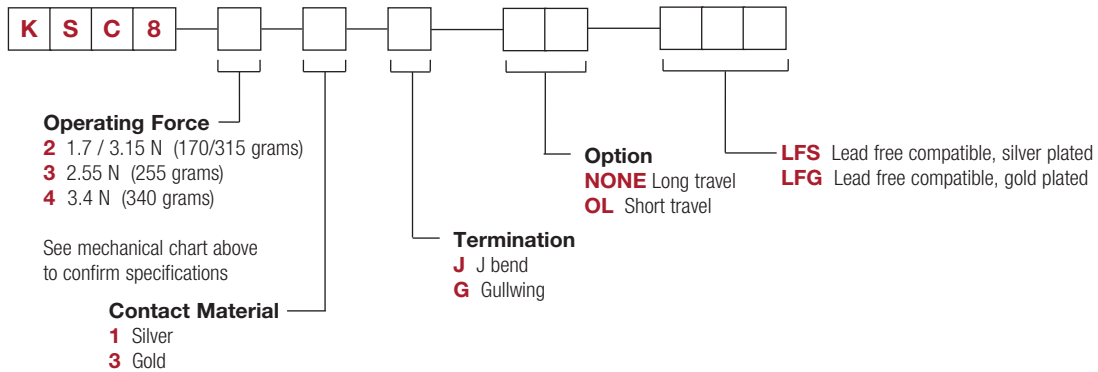 K S C 8
Operating Force
2 1.7 / 3.15 N (170/315 grams)
3 2.55 N (255 grams)
4 3.4 N (340 grams)
See mechanical chart above
to confirm specifications
Contact Material
1 Silver
3 Gold
Termination
J J bend
G Gullwing
Option
NONE Long travel
OL Short travel
LFS Lead free compatible, silver plated
LFG Lead free compatible, gold plated